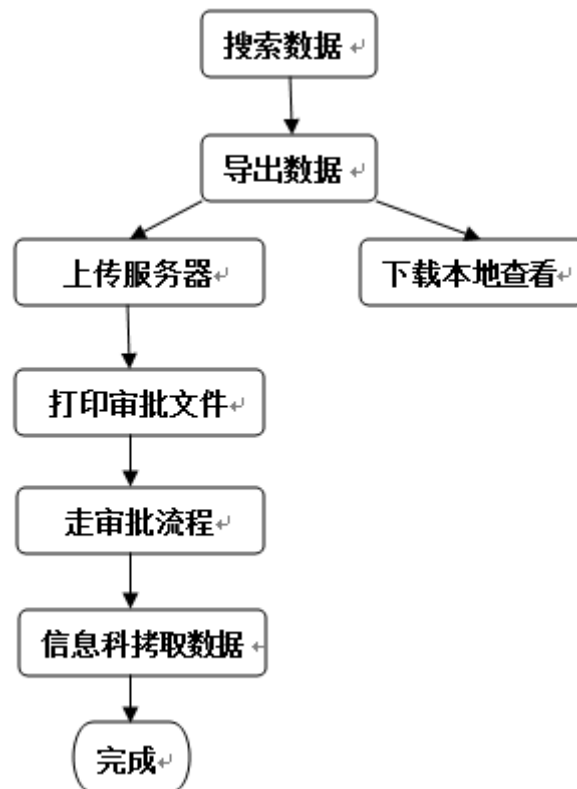 搜索数据
导出数据
上传服务器
下载本地查看
打印审批文件
走审批流程
信息科拷取数据
完成